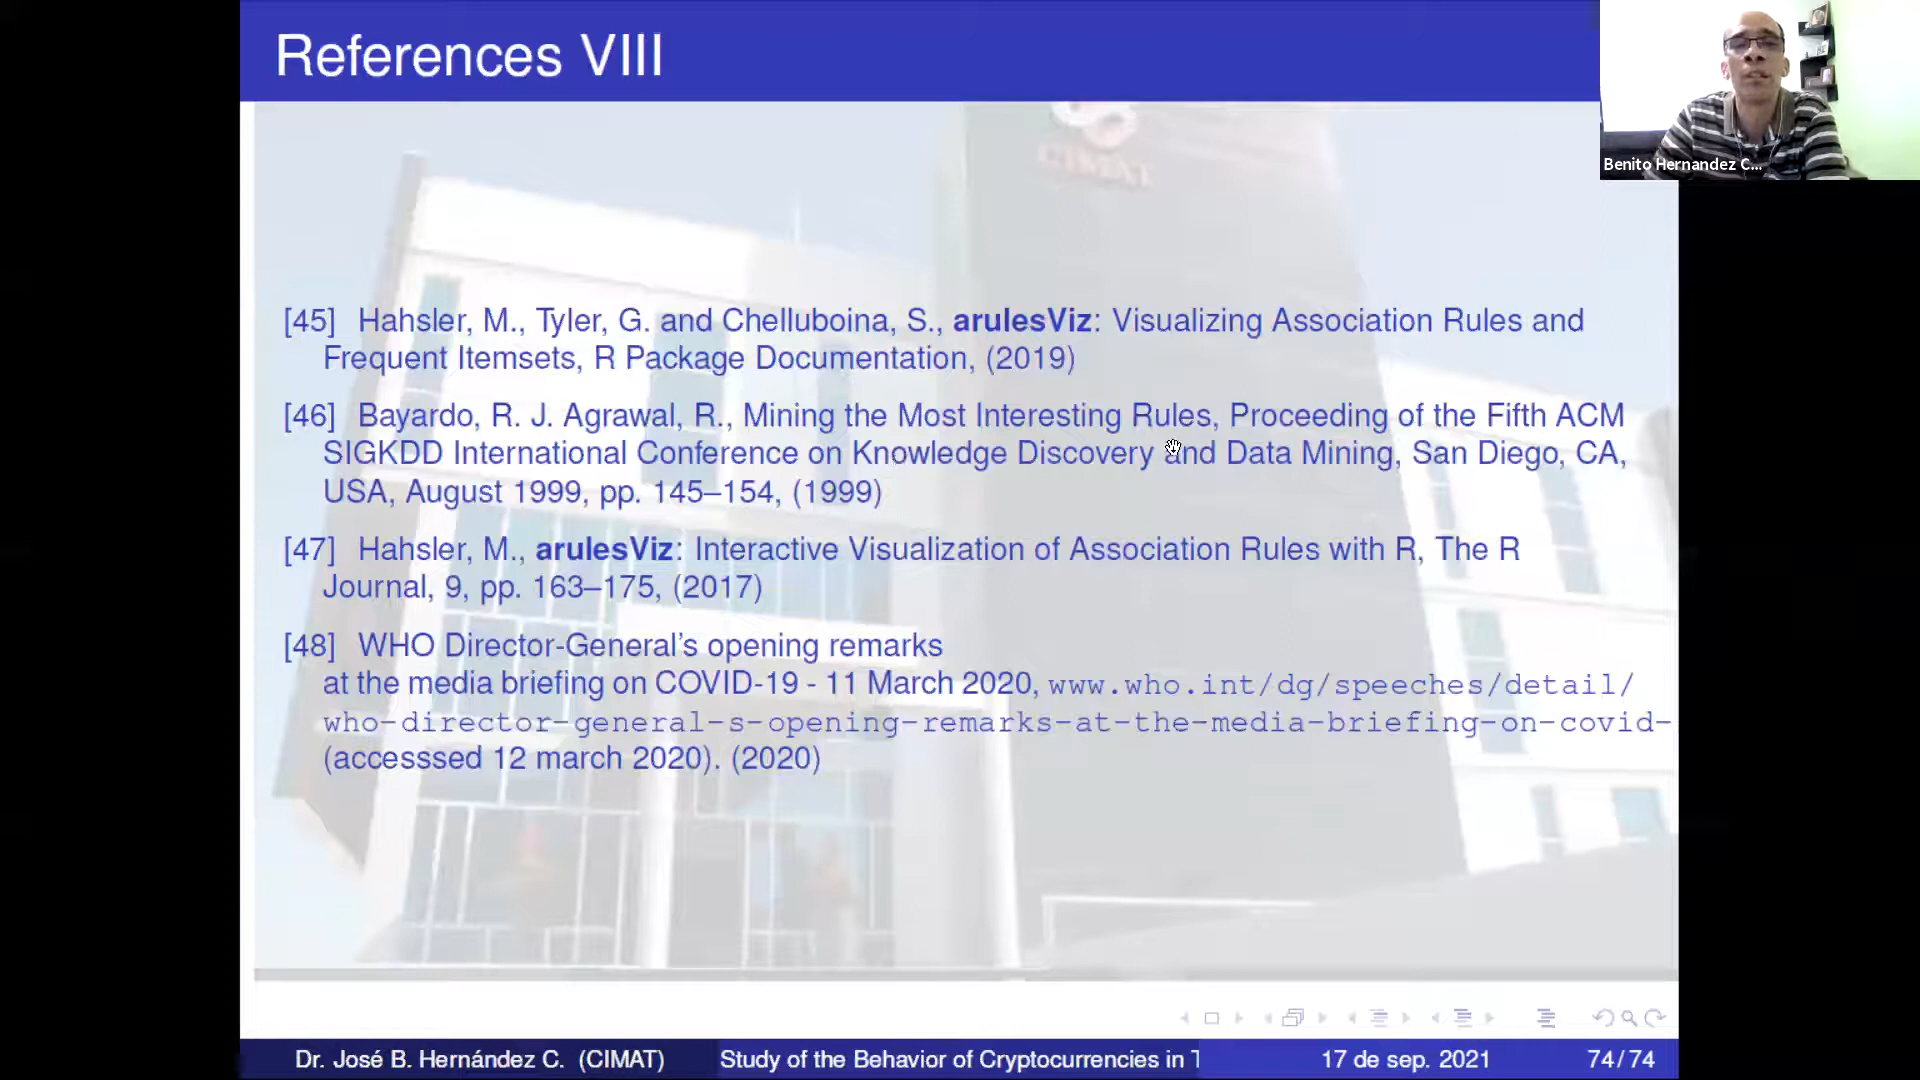 References VIII
Benito Hernandez C...
CIMAT
[45] Hahsler, M., Tyler, G. and Chelluboina, S., arulesViz: Visualizing Association Rules and
Frequent Itemsets, R Package Documentation, (2019)
[46] Bayardo, R. J. Agrawal, R., Mining the Most Interesting Rules, Proceeding of the Fifth ACM
SIGKDD International Conference on Knowledge Discovery and Data Mining, San Diego, CA,
USA, August 1999, pp. 145–154, (1999)
[47] Hahsler, M., arulesViz: Interactive Visualization of Association Rules with R, The R
Journal, 9, pp. 163–175, (2017)
[48] WHO Director-General's opening remarks
at the media briefing on COVID-19 - 11 March 2020, www.who.int/dg/speeches/detail/
who-director-general-s-opening-remarks-at-the-media-briefing-on-covid-
(accesssed 12 march 2020). (2020)
Dr. José B. Hernández C. (CIMAT)
Study of the Behavior of Cryptocurrencies in T
17 de sep. 2021
74/74